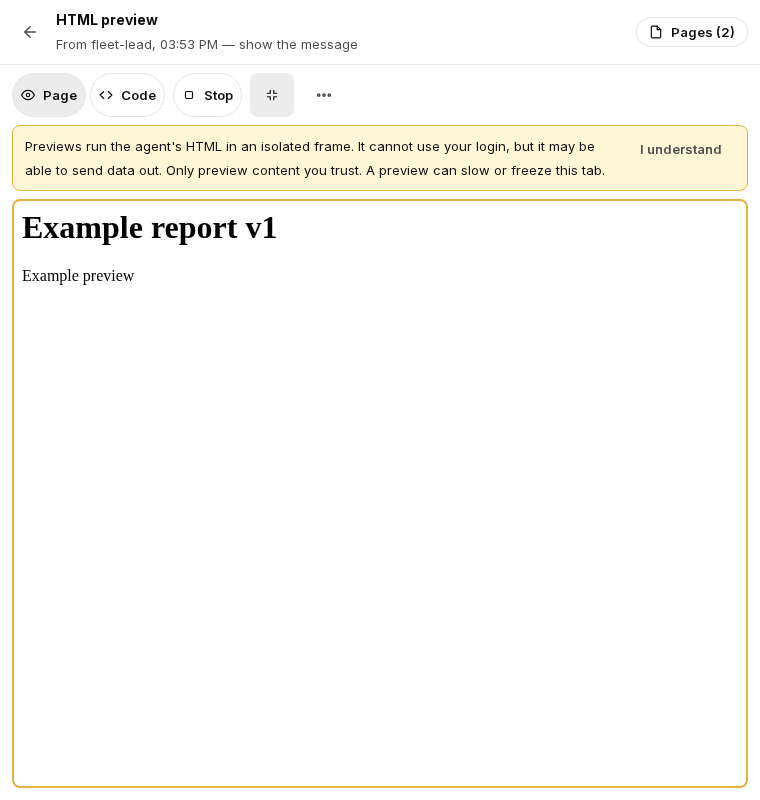 HTML preview
From fleet-lead, 03:53 PM — show the message
Pages (2)
Page
Code
Stop
Previews run the agent's HTML in an isolated frame. It cannot use your login, but it may be
able to send data out. Only preview content you trust. A preview can slow or freeze this tab.
I understand
Example report v1
Example preview